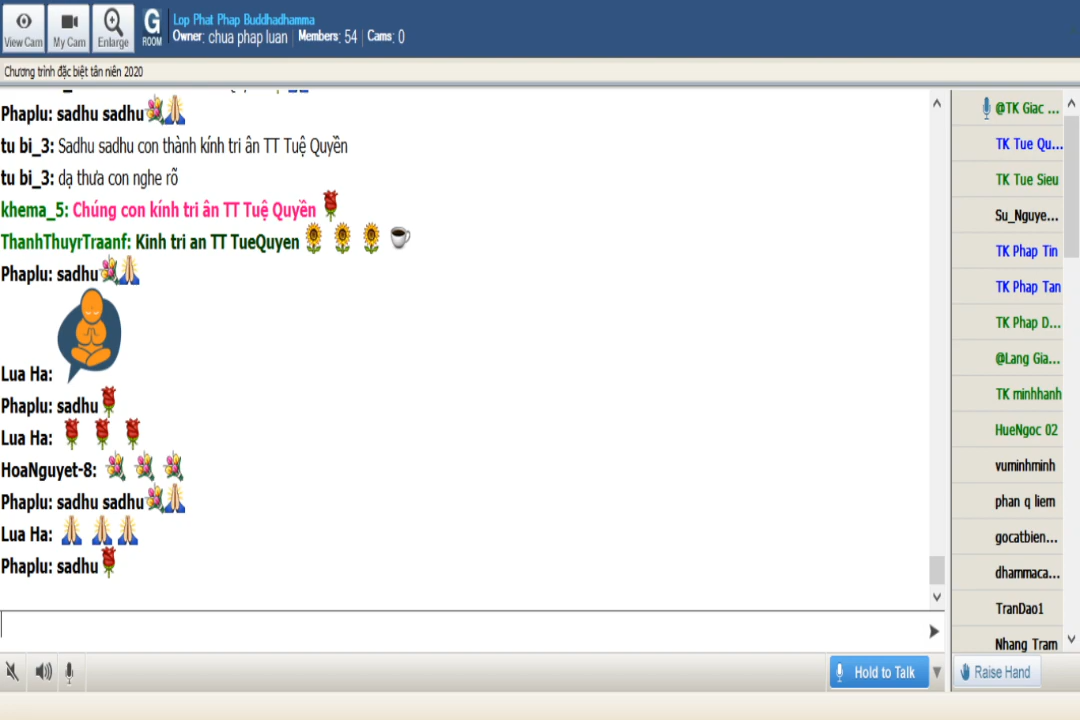 Lop Phat Phap Buddhadhamma
Owner: chua phap luan | Members: 54 | Cams: 0
View Cam
My Cam
Enlarge
G ROOM
Chương trình đặc biệt tân niên 2020
Phaplu: sadhu sadhu
tu bi_3: Sadhu sadhu con thành kính tri ân TT Tuệ Quyền
tu bi_3: dạ thưa con nghe rõ
khema_5: Chúng con kính tri ân TT Tuệ Quyền
ThanhThuyrTraanf: Kinh tri an TT TueQuyen
Phaplu: sadhu
Lua Ha:
Phaplu: sadhu
Lua Ha:
HoaNguyet-8:
Phaplu: sadhu sadhu
Lua Ha:
Phaplu: sadhu
@TK Giac ...
TK Tue Qu...
TK Tue Sieu
Su_Nguye...
TK Phap Tin
TK Phap Tan
TK Phap D...
@Lang Gia...
TK minhhanh
HueNgoc 02
vuminhminh
phan q liem
gocatbien...
dhammaca...
TranDao1
Nhang Tram
Hold to Talk
Raise Hand